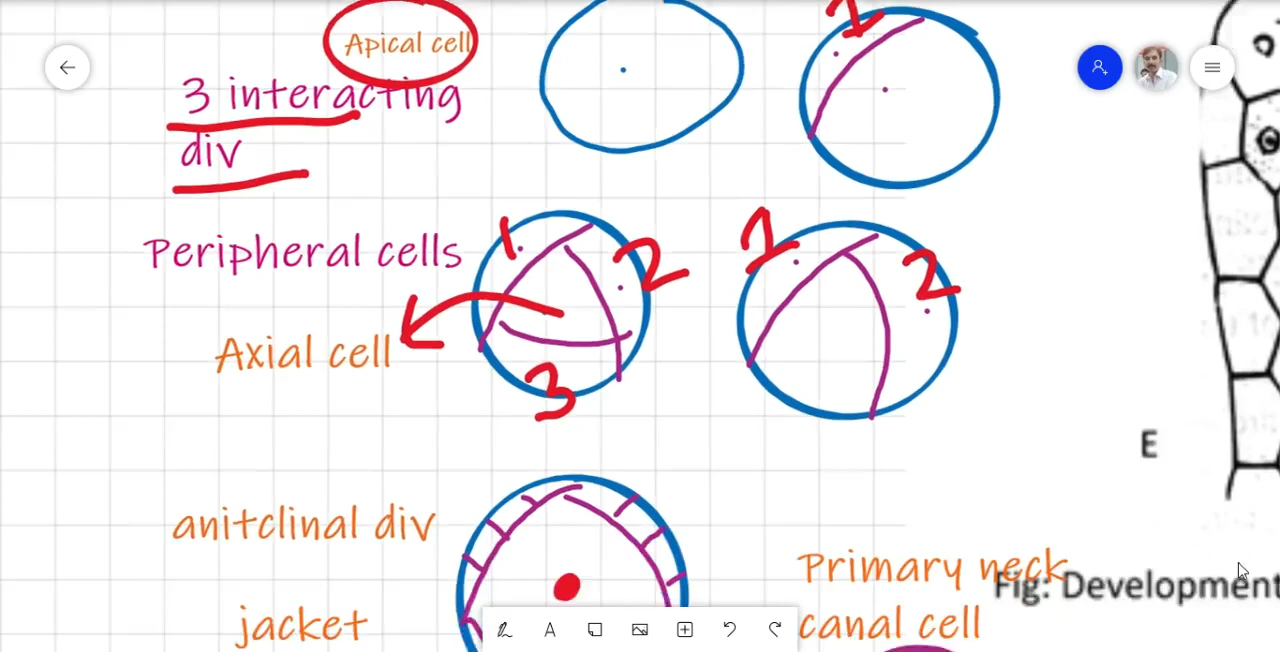 Apical cell
3 interacting
div
1
Peripheral cells
1
2
1
2
Axial cell
3
E
anitclinal div
Primary neck
Fig: Development
jacket
canal cell